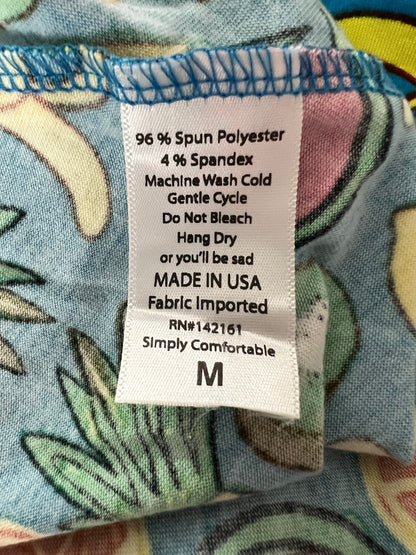 96 % Spun Polyester
4 % Spandex
Machine Wash Cold
Gentle Cycle
Do Not Bleach
Hang Dry
or you'll be sad
MADE IN USA
Fabric Imported
RN#142161
Simply Comfortable
M